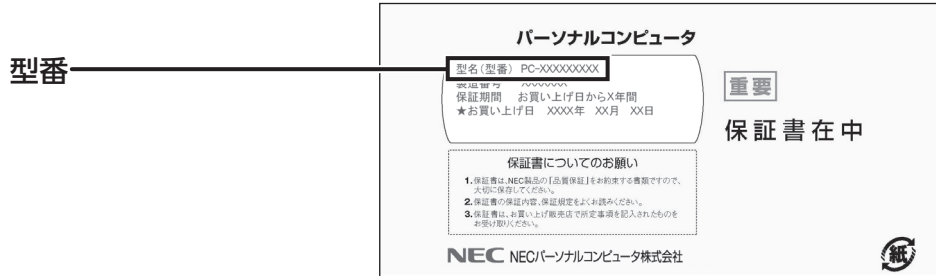 パーソナルコンピュータ
型番
型名(型番) PC-XXXXXXXXX
製造番号 XXXXXXX
保証期間 お買い上げ日からX年間
★お買い上げ日 XXXX年 XX月 XX日
重要
保証書在中
保証書についてのお願い
1.保証書は、NEC製品の「品質保証」をお約束する書類ですので、
大切に保存してください。
2.保証書の保証内容、保証規定をよくお読みください。
3.保証書は、お買い上げ販売店で所定事項を記入されたものを
お受け取りください。
NEC NECパーソナルコンピュータ株式会社
紙